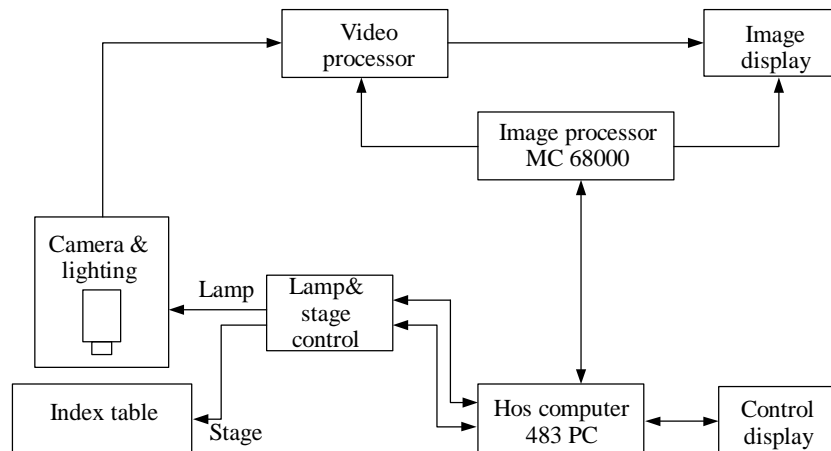 Video
processor
Image
display
Image processor
MC 68000
Camera &
lighting
Lamp
Lamp&
stage
control
Index table
Stage
Hos computer
483 PC
Control
display